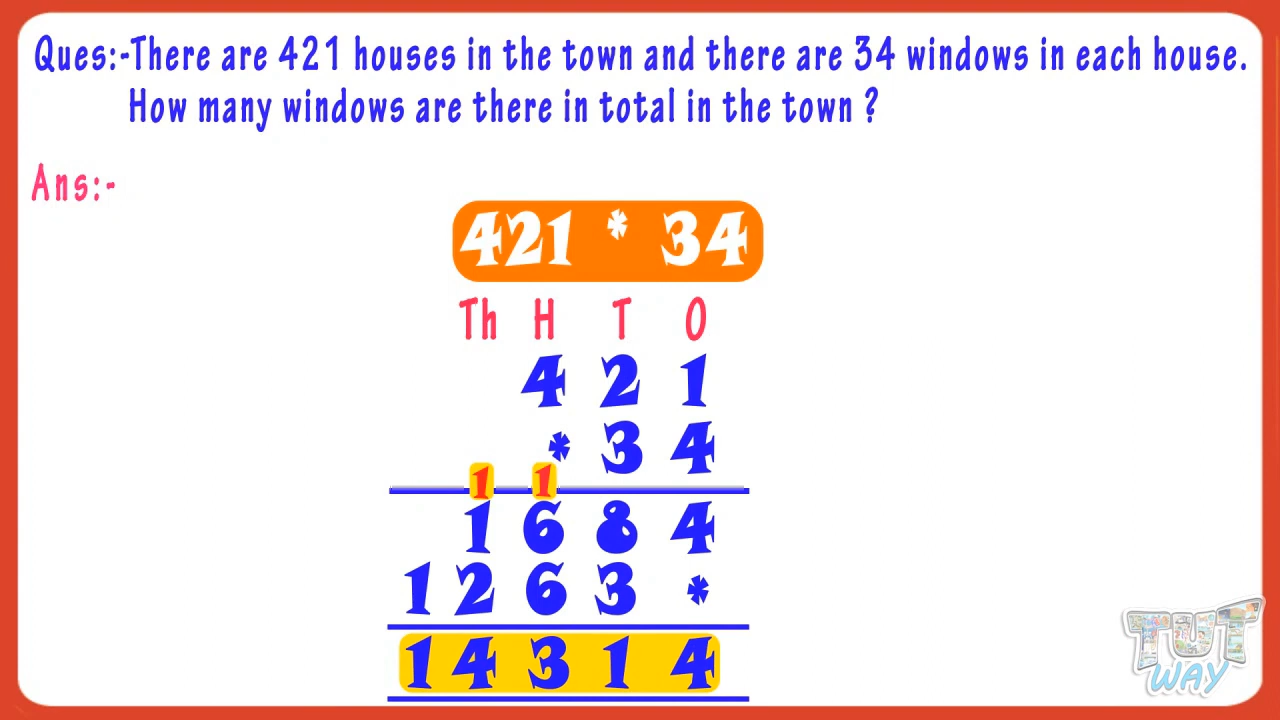 Ques:-There are 421 houses in the town and there are 34 windows in each house.
How many windows are there in total in the town ?
Ans:-
421 * 34
Th H T O
4 2 1
* 3 4
1 1
1 6 8 4
1 2 6 3 *
1 4 3 1 4
TUT
WAY